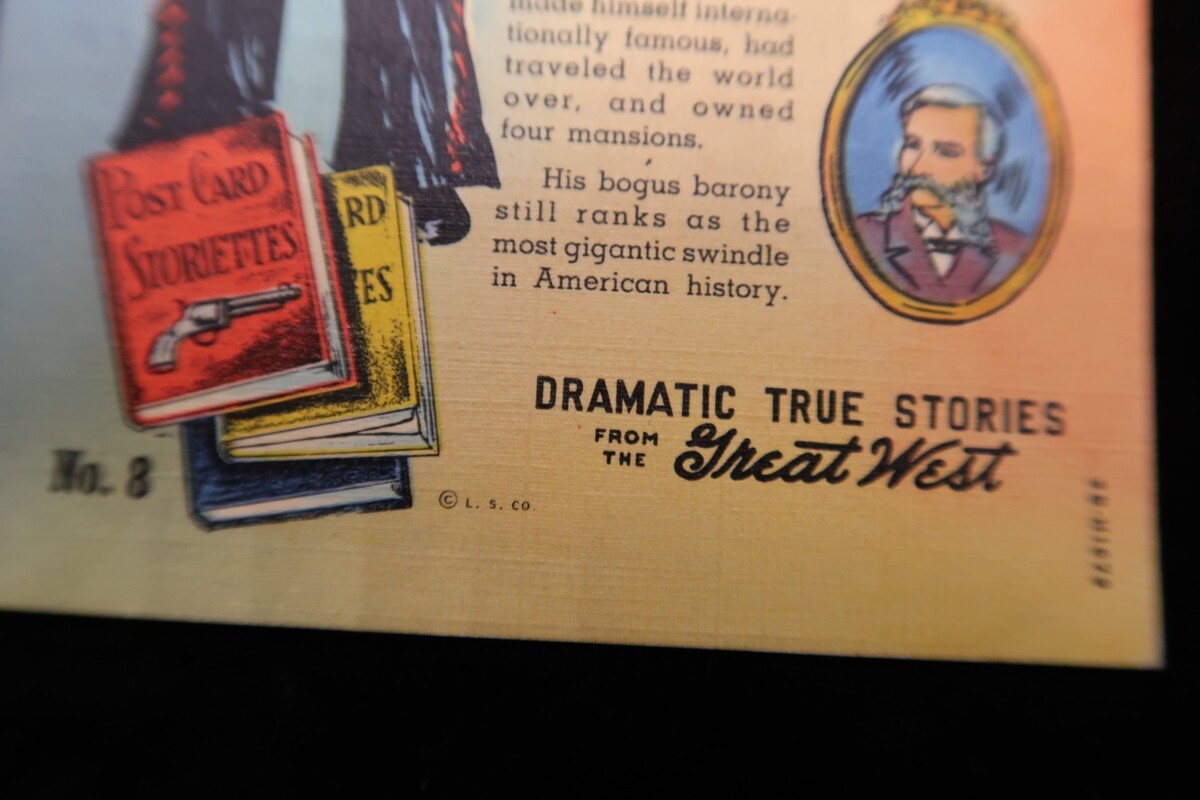 made himself interna-
tionally famous, had
traveled the world
over, and owned
four mansions.
His bogus barony
still ranks as the
most gigantic swindle
in American history.
POST CARD
STORIETTES
RD
ES
DRAMATIC TRUE STORIES
FROM THE Great West
No. 8
© L. S. CO.